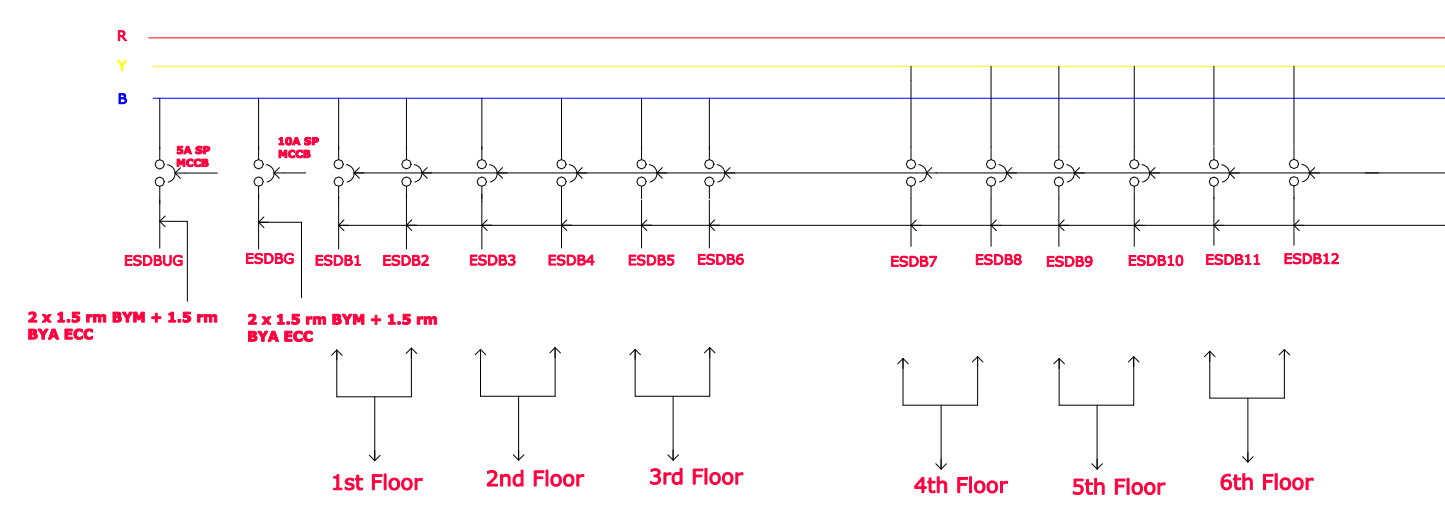 R
Y
B
5A SP
MCCB
10A SP
MCCB
ESDBUG
ESDBG
ESDB1
ESDB2
ESDB3
ESDB4
ESDB5
ESDB6
ESDB7
ESDB8
ESDB9
ESDB10
ESDB11
ESDB12
2 x 1.5 rm BYM + 1.5 rm
BYA ECC
2 x 1.5 rm BYM + 1.5 rm
BYA ECC
1st Floor
2nd Floor
3rd Floor
4th Floor
5th Floor
6th Floor